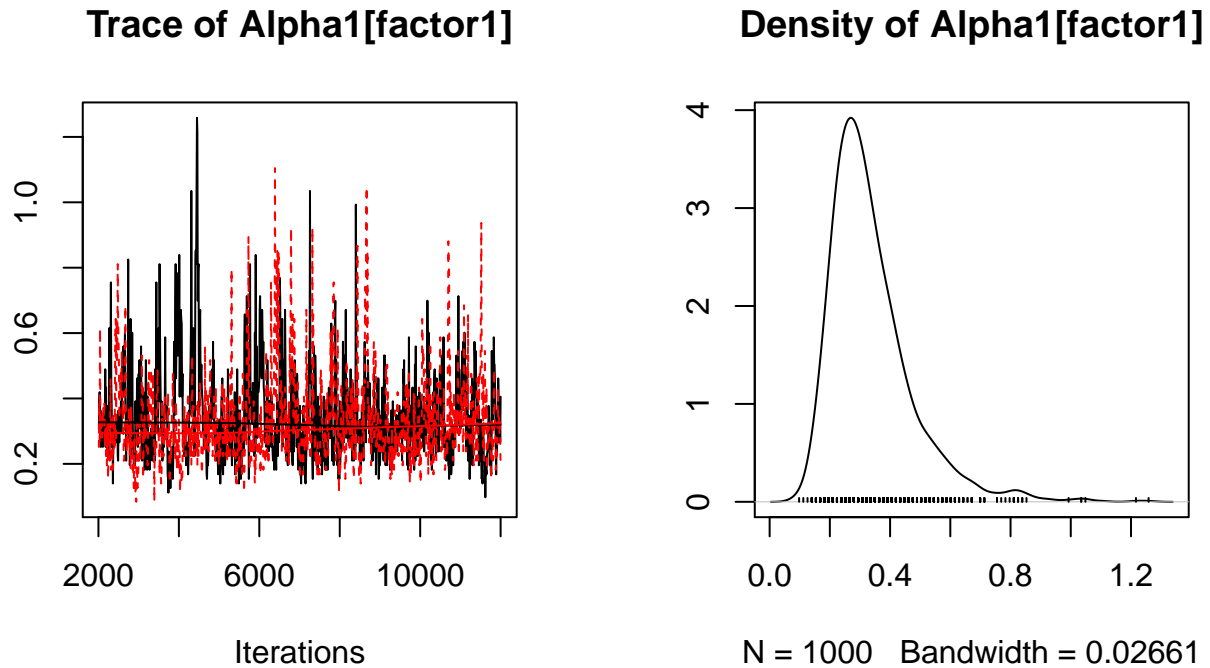 Trace of Alpha1[factor1]
0.2 0.6 1.0
2000 6000 10000
Iterations
Density of Alpha1[factor1]
0 1 2 3 4
0.0 0.4 0.8 1.2
N = 1000 Bandwidth = 0.02661